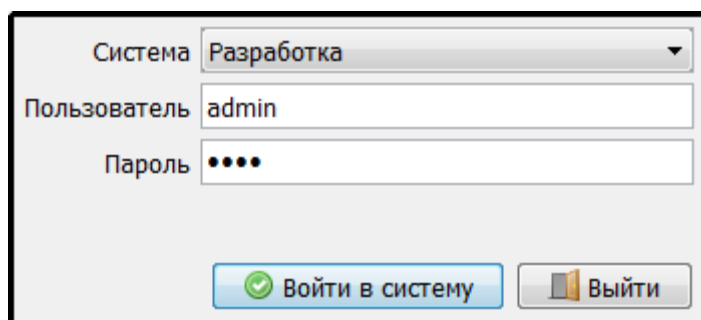 Система Разработка
Пользователь admin
Пароль ••••
Войти в систему Выйти